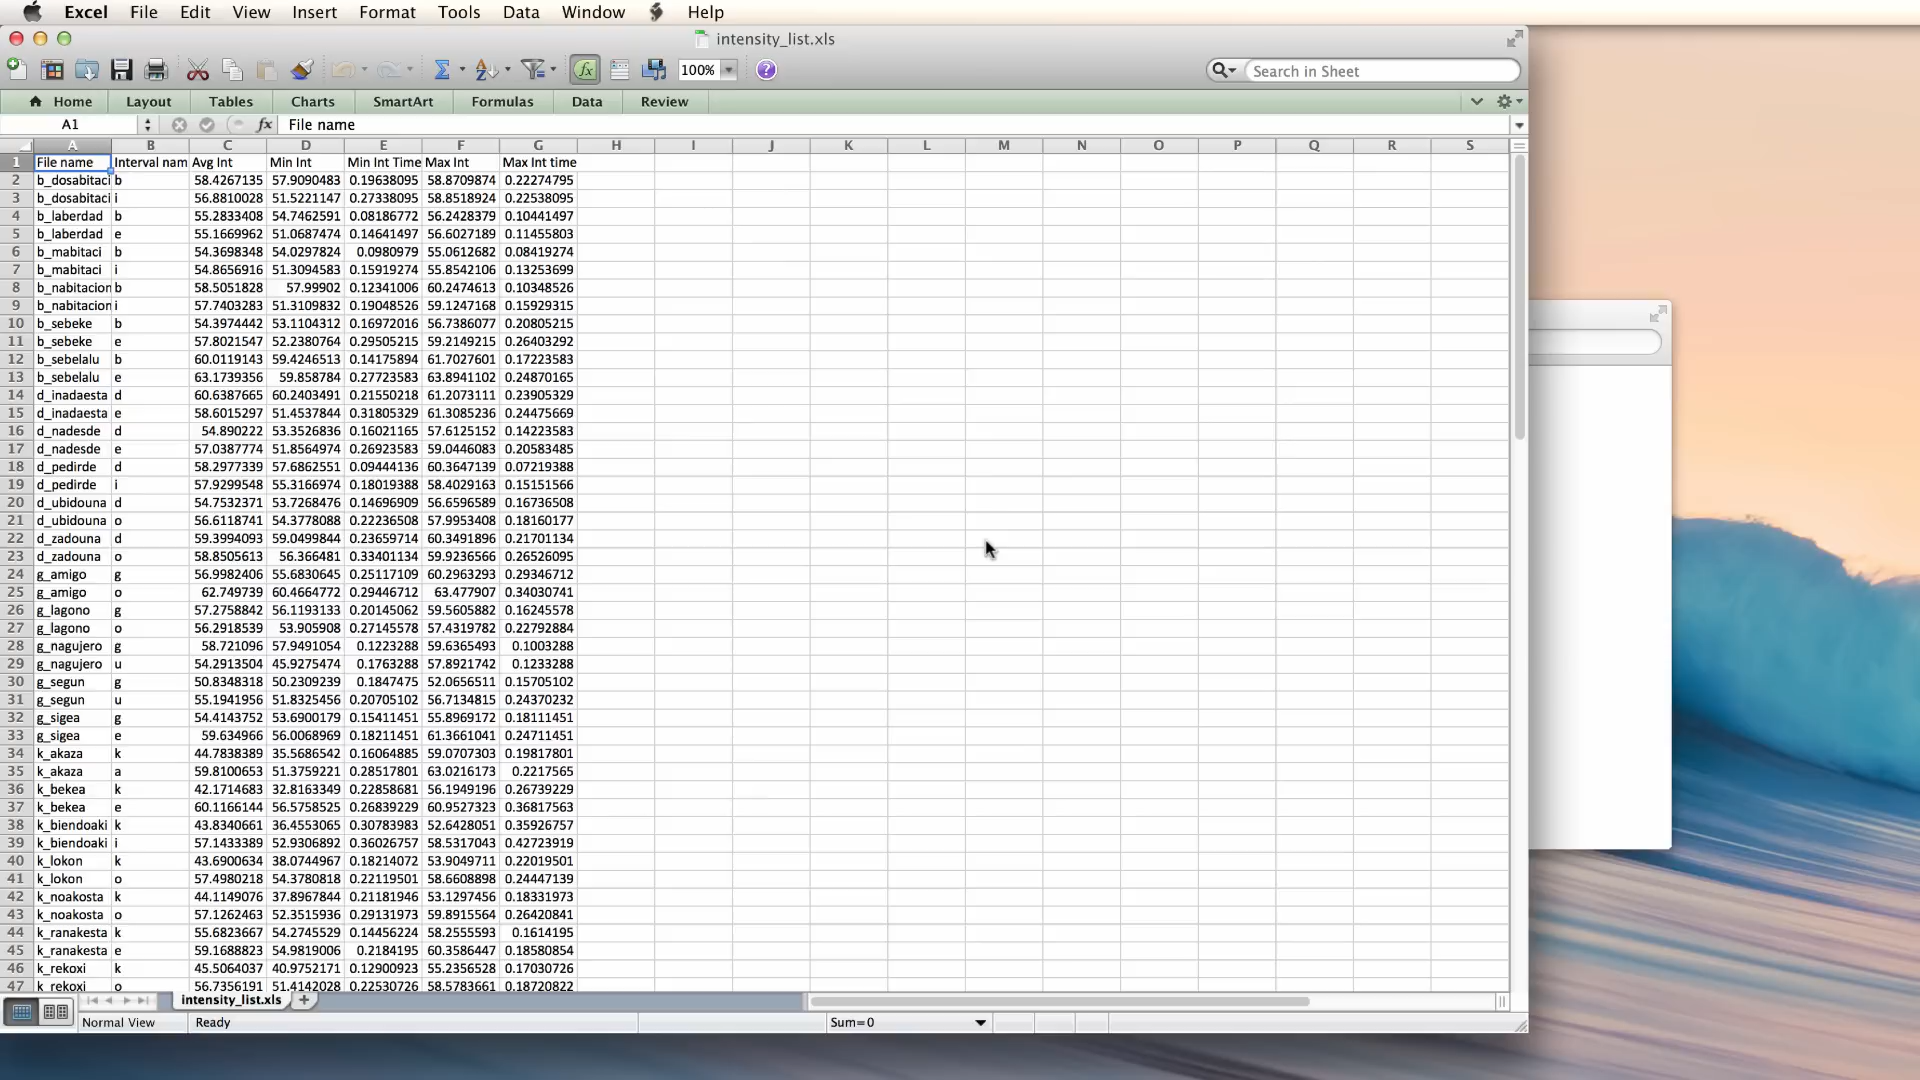 Excel File Edit View Insert Format Tools Data Window Help
intensity_list.xls
100% Search in Sheet
Home Layout Tables Charts SmartArt Formulas Data Review
A1 fx File name
A B C D E F G H I J K L M N O P Q R S
1 File name Interval nam Avg Int Min Int Min Int Time Max Int Max Int time
2 b_dosabitaci b 58.4267135 57.9090483 0.19638095 58.8709874 0.22274795
3 b_dosabitaci i 56.8810028 51.5221147 0.27338095 58.8518924 0.22538095
4 b_laberdad b 55.2833408 54.7462591 0.08186772 56.2428379 0.10441497
5 b_laberdad e 55.1669962 51.0687474 0.14641497 56.6027189 0.11455803
6 b_mabitaci b 54.3698348 54.0297824 0.0980979 55.0612682 0.08419274
7 b_mabitaci i 54.8656916 51.3094583 0.15919274 55.8542106 0.13253699
8 b_nabitacion b 58.5051828 57.99902 0.12341006 60.2474613 0.10348526
9 b_nabitacion i 57.7403283 51.3109832 0.19048526 59.1247168 0.15929315
10 b_sebeke b 54.3974442 53.1104312 0.16972016 56.7386077 0.20805215
11 b_sebeke e 57.8021547 52.2380764 0.29505215 59.2149215 0.26403292
12 b_sebelalu b 60.0119143 59.4246513 0.14175894 61.7027601 0.17223583
13 b_sebelalu e 63.1739356 59.858784 0.27723583 63.8941102 0.24870165
14 d_inadaesta d 60.6387665 60.2403491 0.21550218 61.2073111 0.23905329
15 d_inadaesta e 58.6015297 51.4537844 0.31805329 61.3085236 0.24475669
16 d_nadesde d 54.890222 53.3526836 0.16021165 57.6125152 0.14223583
17 d_nadesde e 57.0387774 51.8564974 0.26923583 59.0446083 0.20583485
18 d_pedirde d 58.2977339 57.6862551 0.09444136 60.3647139 0.07219388
19 d_pedirde i 57.9299548 55.3166974 0.18019388 58.4029163 0.15151566
20 d_ubidouna d 54.7532371 53.7268476 0.14696909 56.6596589 0.16736508
21 d_ubidouna o 56.6118741 54.3778088 0.22236508 57.9953408 0.18160177
22 d_zadouna d 59.3994093 59.0499844 0.23659714 60.3491896 0.21701134
23 d_zadouna o 58.8505613 56.366481 0.33401134 59.9236566 0.26526095
24 g_amigo g 56.9982406 55.6830645 0.25117109 60.2963293 0.29346712
25 g_amigo o 62.749739 60.4664772 0.29446712 63.477907 0.34030741
26 g_lagono g 57.2758842 56.1193133 0.20145062 59.5605882 0.16245578
27 g_lagono o 56.2918539 53.905908 0.27145578 57.4319782 0.22792884
28 g_nagujero g 58.721096 57.9491054 0.1223288 59.6365493 0.1003288
29 g_nagujero u 54.2913504 45.9275474 0.1763288 57.8921742 0.1233288
30 g_segun g 50.8348318 50.2309239 0.1847475 52.0656511 0.15705102
31 g_segun u 55.1941956 51.8325456 0.20705102 56.7134815 0.24370232
32 g_sigea g 54.4143752 53.6900179 0.15411451 55.8969172 0.18111451
33 g_sigea e 59.634966 56.0068969 0.18211451 61.3661041 0.24711451
34 k_akaza k 44.7838389 35.5686542 0.16064885 59.0707303 0.19817801
35 k_akaza a 59.8100653 51.3759221 0.28517801 63.0216173 0.2217565
36 k_bekea k 42.1714683 32.8163349 0.22858681 56.1949196 0.26739229
37 k_bekea e 60.1166144 56.5758525 0.26839229 60.9527323 0.36817563
38 k_biendoaki k 43.8340661 36.4553065 0.30783983 52.6428051 0.35926757
39 k_biendoaki i 57.1433389 52.9306892 0.36026757 58.5317043 0.42723919
40 k_lokon k 43.6900634 38.0744967 0.18214072 53.9049711 0.22019501
41 k_lokon o 57.4980218 54.3780818 0.22119501 58.6608898 0.24447139
42 k_noakosta k 44.1149076 37.8967844 0.21181946 53.1297456 0.18331973
43 k_noakosta o 57.1262463 52.3515936 0.29131973 59.8915564 0.26420841
44 k_ranakesta k 55.6823667 54.2745529 0.14456224 58.2555593 0.1614195
45 k_ranakesta e 59.1688823 54.9819006 0.2184195 60.3586447 0.18580854
46 k_rekoxi k 45.5064037 40.9752171 0.12900923 55.2356528 0.17030726
47 k_rekoxi o 56.7356191 51.4142028 0.22530726 58.5783661 0.18720822
intensity_list.xls
Normal View Ready Sum=0